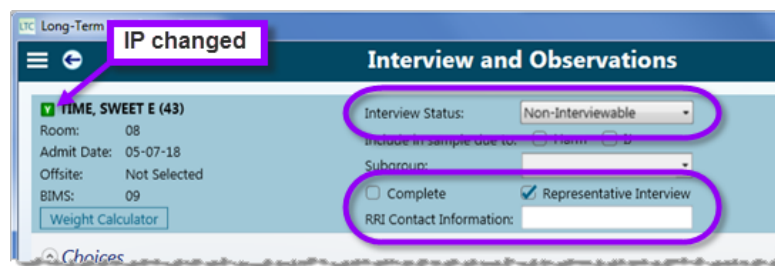 LTC Long-Term
IP changed
Interview and Observations
Y TIME, SWEET E (43)
Room: 08
Admit Date: 05-07-18
Offsite: Not Selected
BIMS: 09
Weight Calculator
Interview Status: Non-Interviewable
Include in sample due to: Harm IJ
Subgroup:
Complete Representative Interview
RRI Contact Information:
Choices